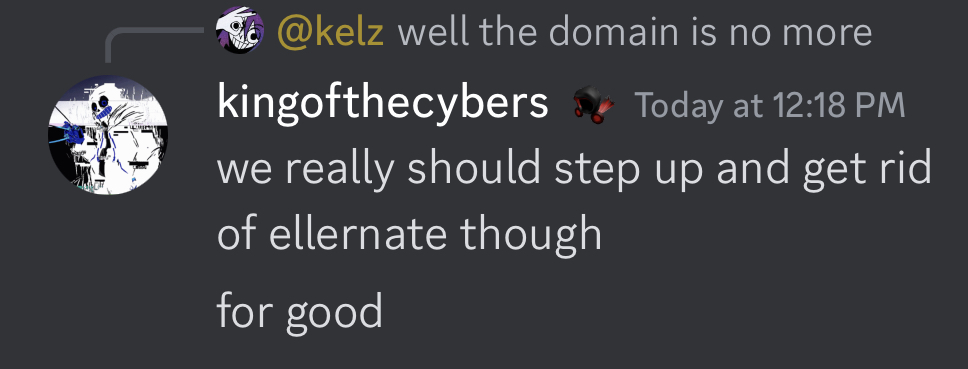 @kelz well the domain is no more
kingofthecybers Today at 12:18 PM
we really should step up and get rid
of ellernate though
for good